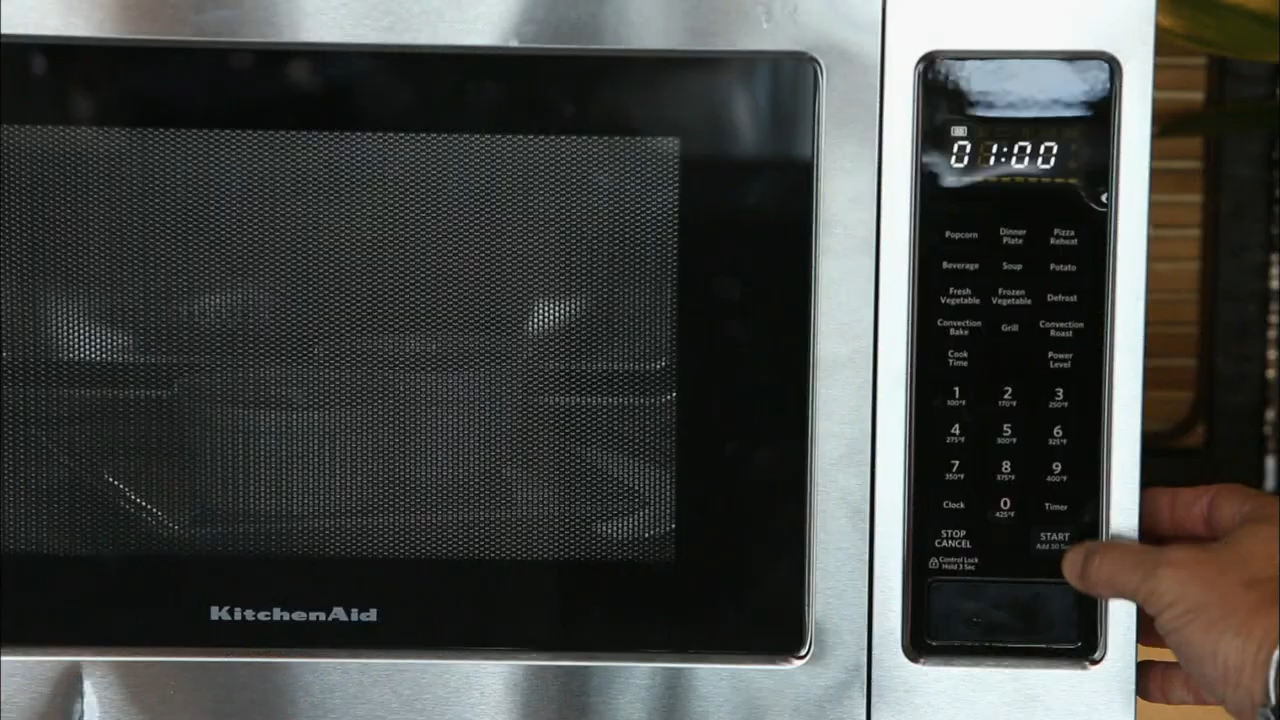 01:00
Popcorn
Dinner
Plate
Pizza
Reheat
Beverage
Soup
Potato
Fresh
Vegetable
Frozen
Vegetable
Defrost
Convection
Bake
Grill
Convection
Roast
Cook
Time
Power
Level
1
100°F
2
170°F
3
250°F
4
275°F
5
300°F
6
325°F
7
350°F
8
375°F
9
400°F
Clock
0
425°F
Timer
STOP
CANCEL
START
Add 30
Control Lock
Hold 3 Sec
KitchenAid